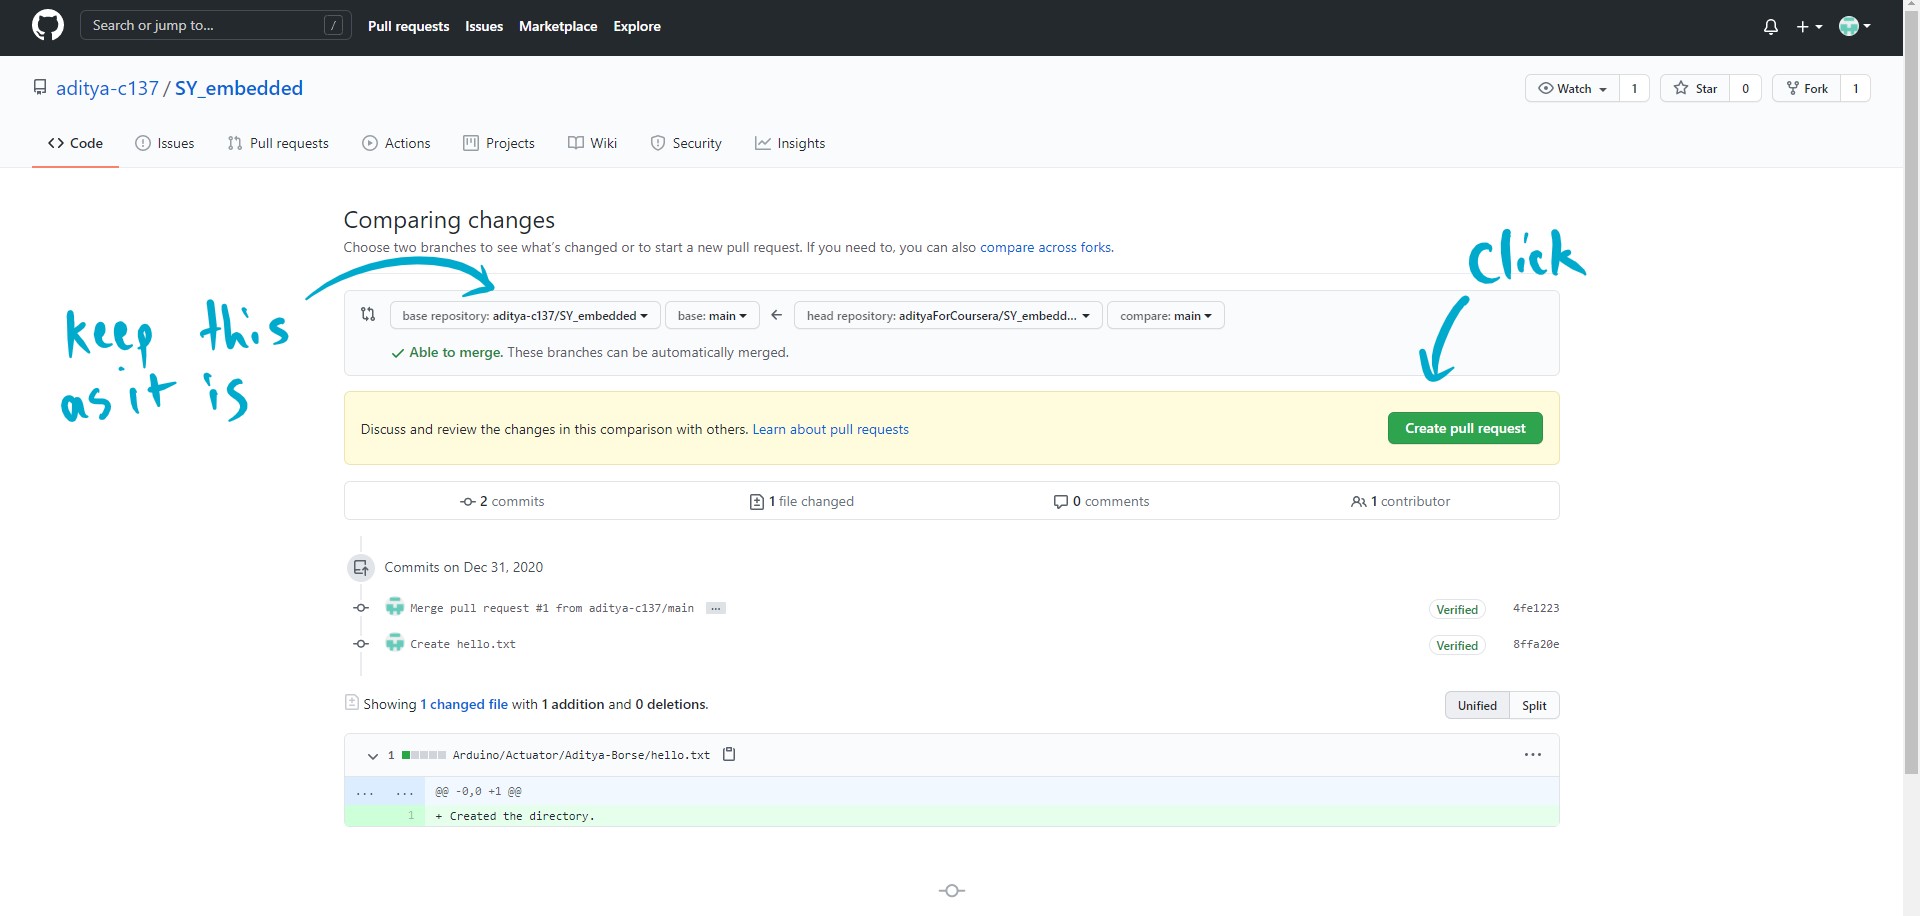 Search or jump to... /
Pull requests Issues Marketplace Explore
aditya-c137 / SY_embedded
Watch 1 Star 0 Fork 1
Code Issues Pull requests Actions Projects Wiki Security Insights
Comparing changes
Choose two branches to see what's changed or to start a new pull request. If you need to, you can also compare across forks.
click
keep this
as it is
base repository: aditya-c137/SY_embedded base: main head repository: adityaForCoursera/SY_embedd... compare: main
Able to merge. These branches can be automatically merged.
Discuss and review the changes in this comparison with others. Learn about pull requests
Create pull request
2 commits 1 file changed 0 comments 1 contributor
Commits on Dec 31, 2020
Merge pull request #1 from aditya-c137/main ... Verified 4fe1223
Create hello.txt Verified 8ffa20e
Showing 1 changed file with 1 addition and 0 deletions. Unified Split
1 Arduino/Actuator/Aditya-Borse/hello.txt ...
... ... @@ -0,0 +1 @@
1 + Created the directory.